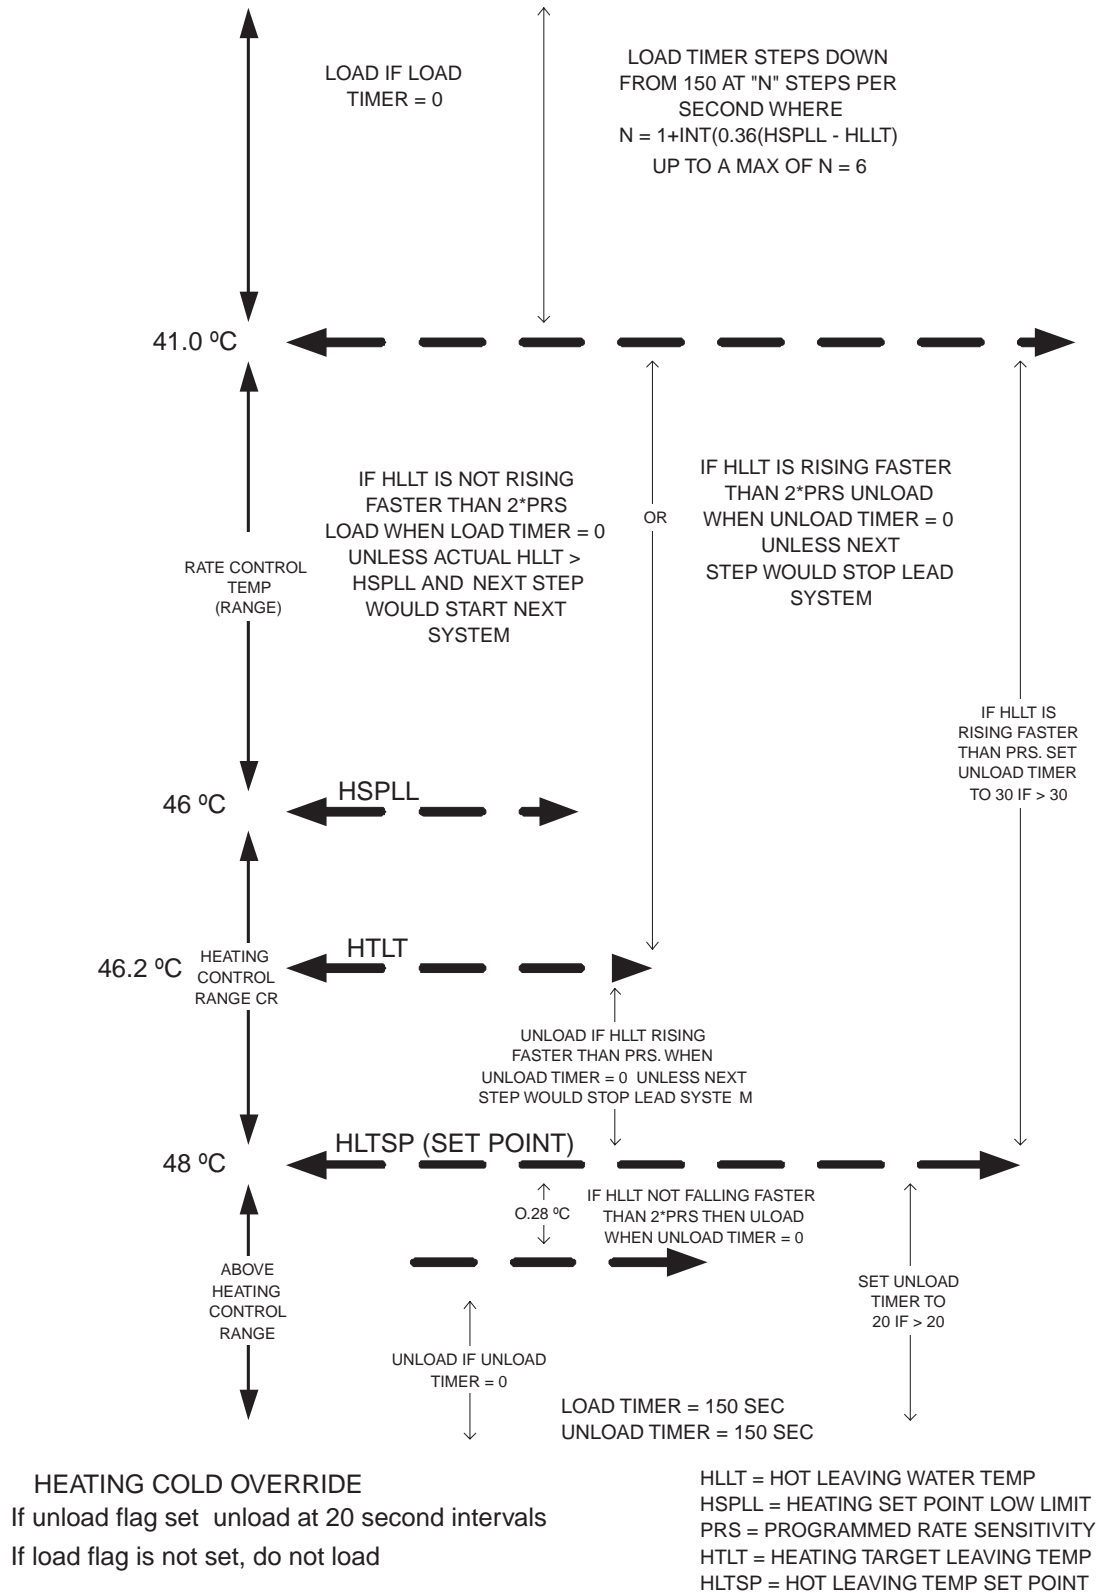 LOAD IF LOAD
TIMER = 0
LOAD TIMER STEPS DOWN
FROM 150 AT "N" STEPS PER
SECOND WHERE
N = 1+INT(0.36(HSPLL - HLLT)
UP TO A MAX OF N = 6
41.0 ºC
IF HLLT IS NOT RISING
FASTER THAN 2*PRS
LOAD WHEN LOAD TIMER = 0
UNLESS ACTUAL HLLT >
HSPLL AND NEXT STEP
WOULD START NEXT
SYSTEM
OR
IF HLLT IS RISING FASTER
THAN 2*PRS UNLOAD
WHEN UNLOAD TIMER = 0
UNLESS NEXT
STEP WOULD STOP LEAD
SYSTEM
RATE CONTROL
TEMP
(RANGE)
IF HLLT IS
RISING FASTER
THAN PRS. SET
UNLOAD TIMER
TO 30 IF > 30
46 ºC
HSPLL
46.2 ºC
HEATING
CONTROL
RANGE CR
HTLT
UNLOAD IF HLLT RISING
FASTER THAN PRS. WHEN
UNLOAD TIMER = 0 UNLESS NEXT
STEP WOULD STOP LEAD SYSTE M
48 ºC
HLTSP (SET POINT)
O.28 ºC
IF HLLT NOT FALLING FASTER
THAN 2*PRS THEN ULOAD
WHEN UNLOAD TIMER = 0
ABOVE
HEATING
CONTROL
RANGE
SET UNLOAD
TIMER TO
20 IF > 20
UNLOAD IF UNLOAD
TIMER = 0
LOAD TIMER = 150 SEC
UNLOAD TIMER = 150 SEC
HEATING COLD OVERRIDE
If unload flag set unload at 20 second intervals
If load flag is not set, do not load
HLLT = HOT LEAVING WATER TEMP
HSPLL = HEATING SET POINT LOW LIMIT
PRS = PROGRAMMED RATE SENSITIVITY
HTLT = HEATING TARGET LEAVING TEMP
HLTSP = HOT LEAVING TEMP SET POINT